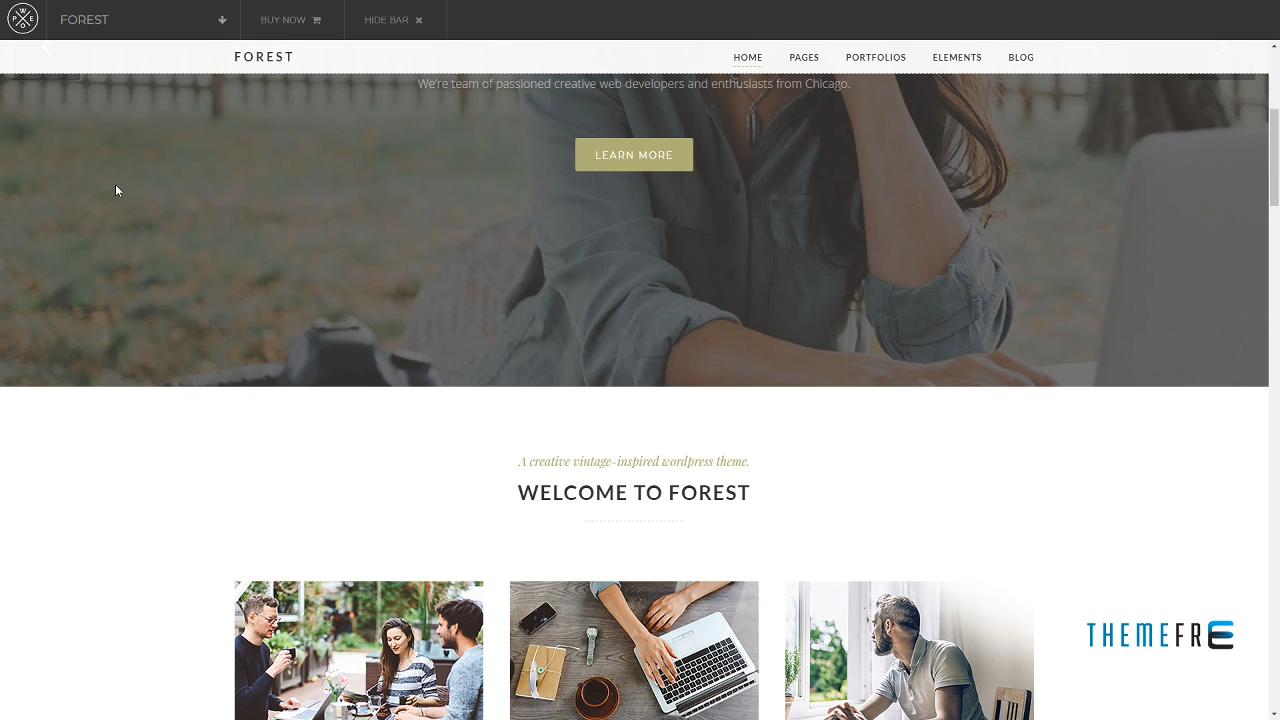 WPEO
FOREST
BUY NOW
HIDE BAR
FOREST
HOME
PAGES
PORTFOLIOS
ELEMENTS
BLOG
We're team of passioned creative web developers and enthusiasts from Chicago.
LEARN MORE
A creative vintage-inspired wordpress theme.
WELCOME TO FOREST
THEMEFRE